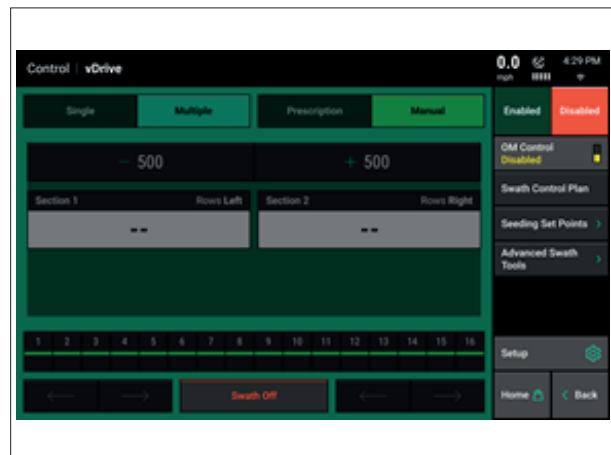 Control | vDrive
0.0
mph
4:29 PM
Single
Multiple
Prescription
Manual
Enabled
Disabled
− 500
+ 500
OM Control
Disabled
Section 1
Rows Left
Section 2
Rows Right
--
--
Swath Control Plan
Seeding Set Points >
Advanced Swath
Tools >
1 2 3 4 5 6 7 8 9 10 11 12 13 14 15 16
Setup
← →
Swath Off
← →
Home
< Back